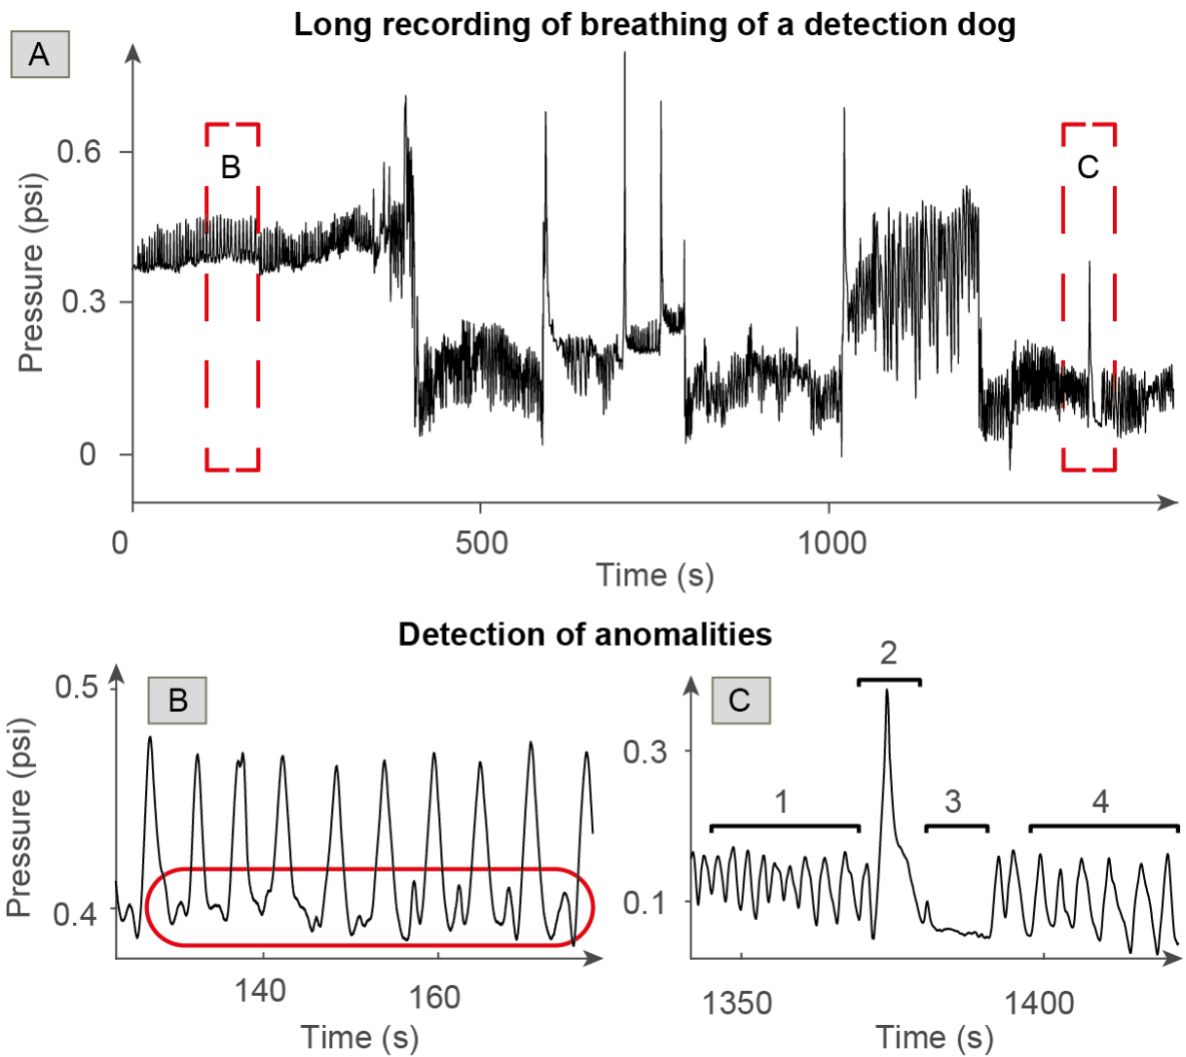 Long recording of breathing of a detection dog
A
0.6
B
C
Pressure (psi)
0.3
0
0
500
1000
Time (s)
Detection of anomalities
2
0.5
B
C
Pressure (psi)
0.3
1
3
4
0.4
0.1
140
160
1350
1400
Time (s)
Time (s)